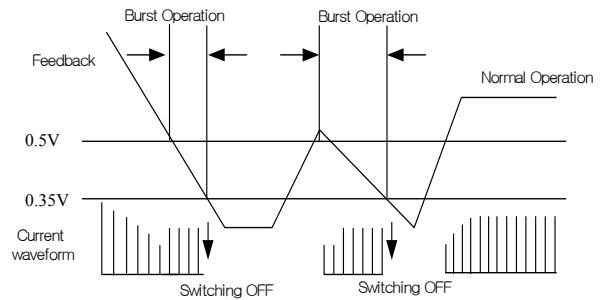 Burst Operation
Burst Operation
Feedback
Normal Operation
0.5V
0.35V
Current
waveform
Switching OFF
Switching OFF